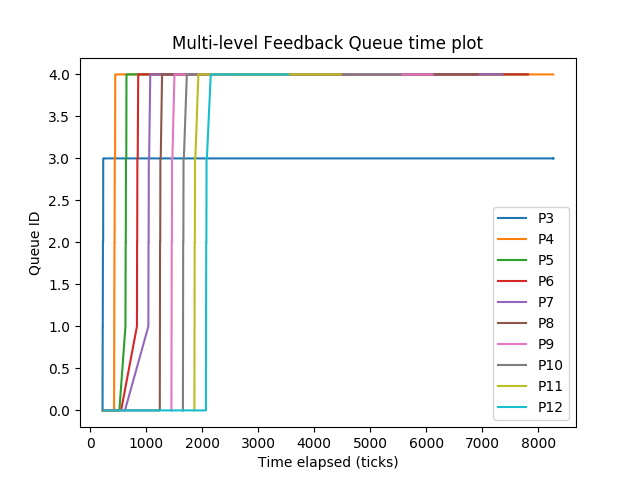 Multi-level Feedback Queue time plot
4.0
3.5
3.0
2.5
2.0
1.5
1.0
0.5
0.0
Queue ID
P3
P4
P5
P6
P7
P8
P9
P10
P11
P12
0 1000 2000 3000 4000 5000 6000 7000 8000
Time elapsed (ticks)